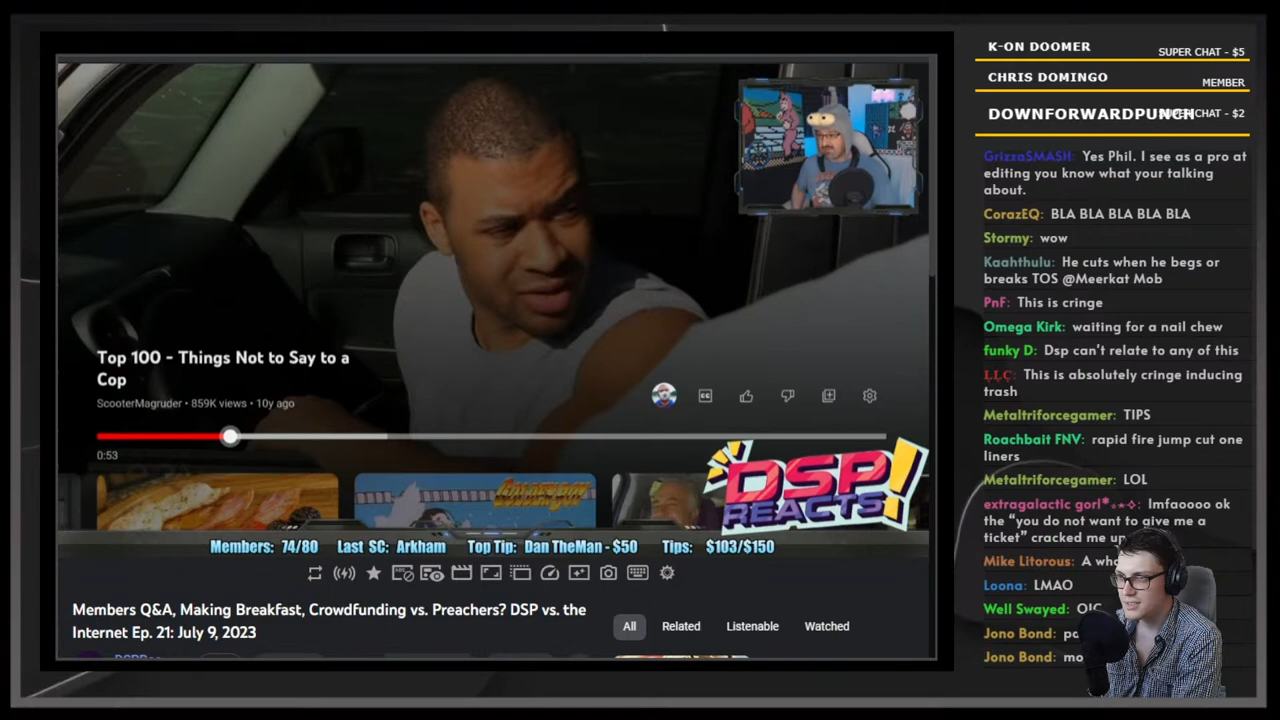 Top 100 - Things Not to Say to a
Cop
ScooterMagruder • 859K views • 10y ago
0:53
DSP
REACTS!
Members: 74/80 Last SC: Arkham Top Tip: Dan TheMan - $50 Tips: $103/$150
Members Q&A, Making Breakfast, Crowdfunding vs. Preachers? DSP vs. the
Internet Ep. 21: July 9, 2023
All Related Listenable Watched
K-ON DOOMER SUPER CHAT - $5
CHRIS DOMINGO MEMBER
DOWNFORWARDPUNCH SUPER CHAT - $2
GrizzaSMASH: Yes Phil. I see as a pro at
editing you know what your talking
about.
CorazEQ: BLA BLA BLA BLA BLA
Stormy: wow
Kaahthulu: He cuts when he begs or
breaks TOS @Meerkat Mob
PnF: This is cringe
Omega Kirk: waiting for a nail chew
funky D: Dsp can't relate to any of this
ĻĻÇ: This is absolutely cringe inducing
trash
Metaltriforcegamer: TIPS
Roachbait FNV: rapid fire jump cut one
liners
Metaltriforcegamer: LOL
extragalactic gorl*₊⋆✧: lmfaoooo ok
the “you do not want to give me a
ticket” cracked me up
Mike Litorous: A
Loona: LMAO
Well Swayed: OIC
Jono Bond:
Jono Bond: